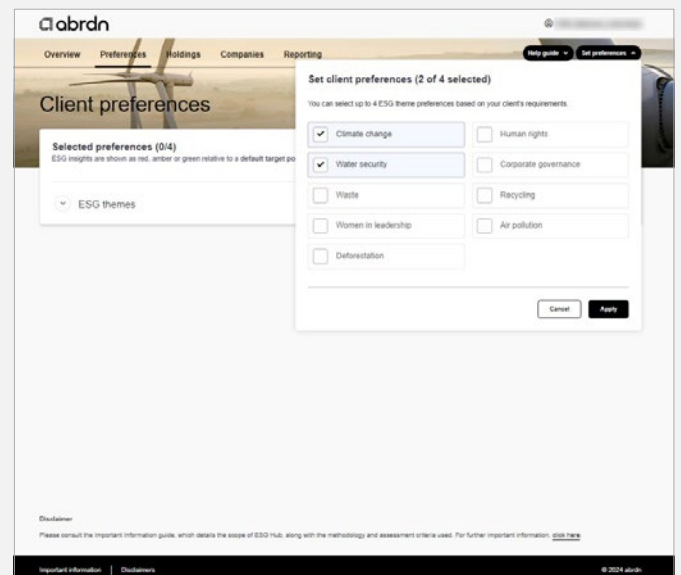 abrdn
Overview Preferences Holdings Companies Reporting
Help guide Set preferences
Client preferences
Selected preferences (0/4)
ESG insights are shown as red, amber or green relative to a default target po
ESG themes
Set client preferences (2 of 4 selected)
You can select up to 4 ESG theme preferences based on your client's requirements.
Climate change Human rights
Water security Corporate governance
Waste Recycling
Women in leadership Air pollution
Deforestation
Cancel Apply
Disclaimer
Please consult the important information guide, which details the scope of ESG Hub, along with the methodology and assessment criteria used. For further important information, click here.
Important information | Disclaimers © 2024 abrdn